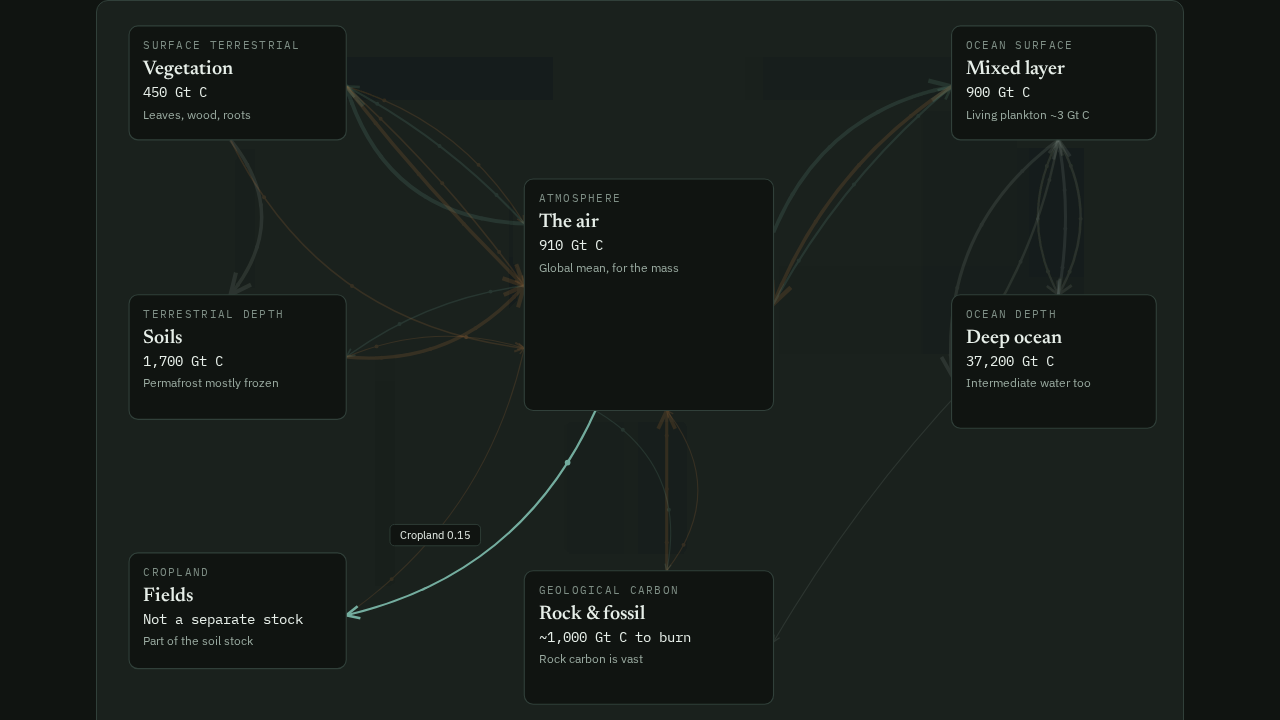 SURFACE TERRESTRIAL
Vegetation
450 Gt C
Leaves, wood, roots
OCEAN SURFACE
Mixed layer
900 Gt C
Living plankton ~3 Gt C
ATMOSPHERE
The air
910 Gt C
Global mean, for the mass
TERRESTRIAL DEPTH
Soils
1,700 Gt C
Permafrost mostly frozen
OCEAN DEPTH
Deep ocean
37,200 Gt C
Intermediate water too
Cropland 0.15
CROPLAND
Fields
Not a separate stock
Part of the soil stock
GEOLOGICAL CARBON
Rock & fossil
~1,000 Gt C to burn
Rock carbon is vast